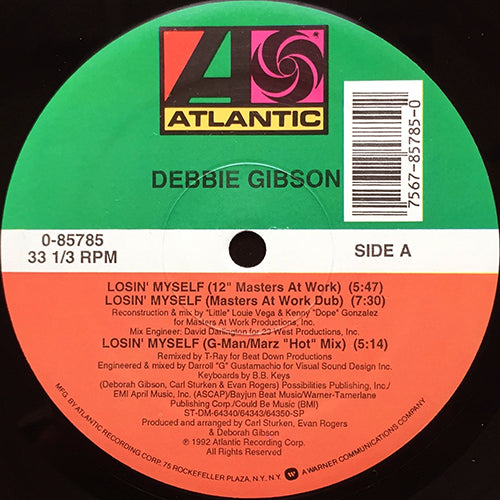 ATLANTIC
DEBBIE GIBSON
7567-85785-0
0-85785
33 1/3 RPM
SIDE A
LOSIN' MYSELF (12" Masters At Work) (5:47)
LOSIN' MYSELF (Masters At Work Dub) (7:30)
Reconstruction & mix by "Little" Louie Vega & Kenny "Dope" Gonzalez
for Masters At Work Productions, Inc.
Mix Engineer: David Darlington for 23 West Productions, Inc.
LOSIN' MYSELF (G-Man/Marz "Hot" Mix) (5:14)
Remixed by T-Ray for Beat Down Productions
Engineered & mixed by Darroll "G" Gustamachio for Visual Sound Design Inc.
Keyboards by B.B. Keys
(Deborah Gibson, Carl Sturken & Evan Rogers) Possibilities Publishing, Inc./
EMI April Music, Inc. (ASCAP)/Bayjun Beat Music/Warner-Tamerlane
Publishing Corp./Could Be Music (BMI)
ST-DM-64340/64343/64350-SP
Produced and arranged by Carl Sturken, Evan Rogers
& Deborah Gibson
℗ 1992 Atlantic Recording Corp.
All Rights Reserved
MFG. BY ATLANTIC RECORDING CORP. 75 ROCKEFELLER PLAZA, N.Y., N.Y. A WARNER COMMUNICATIONS COMPANY